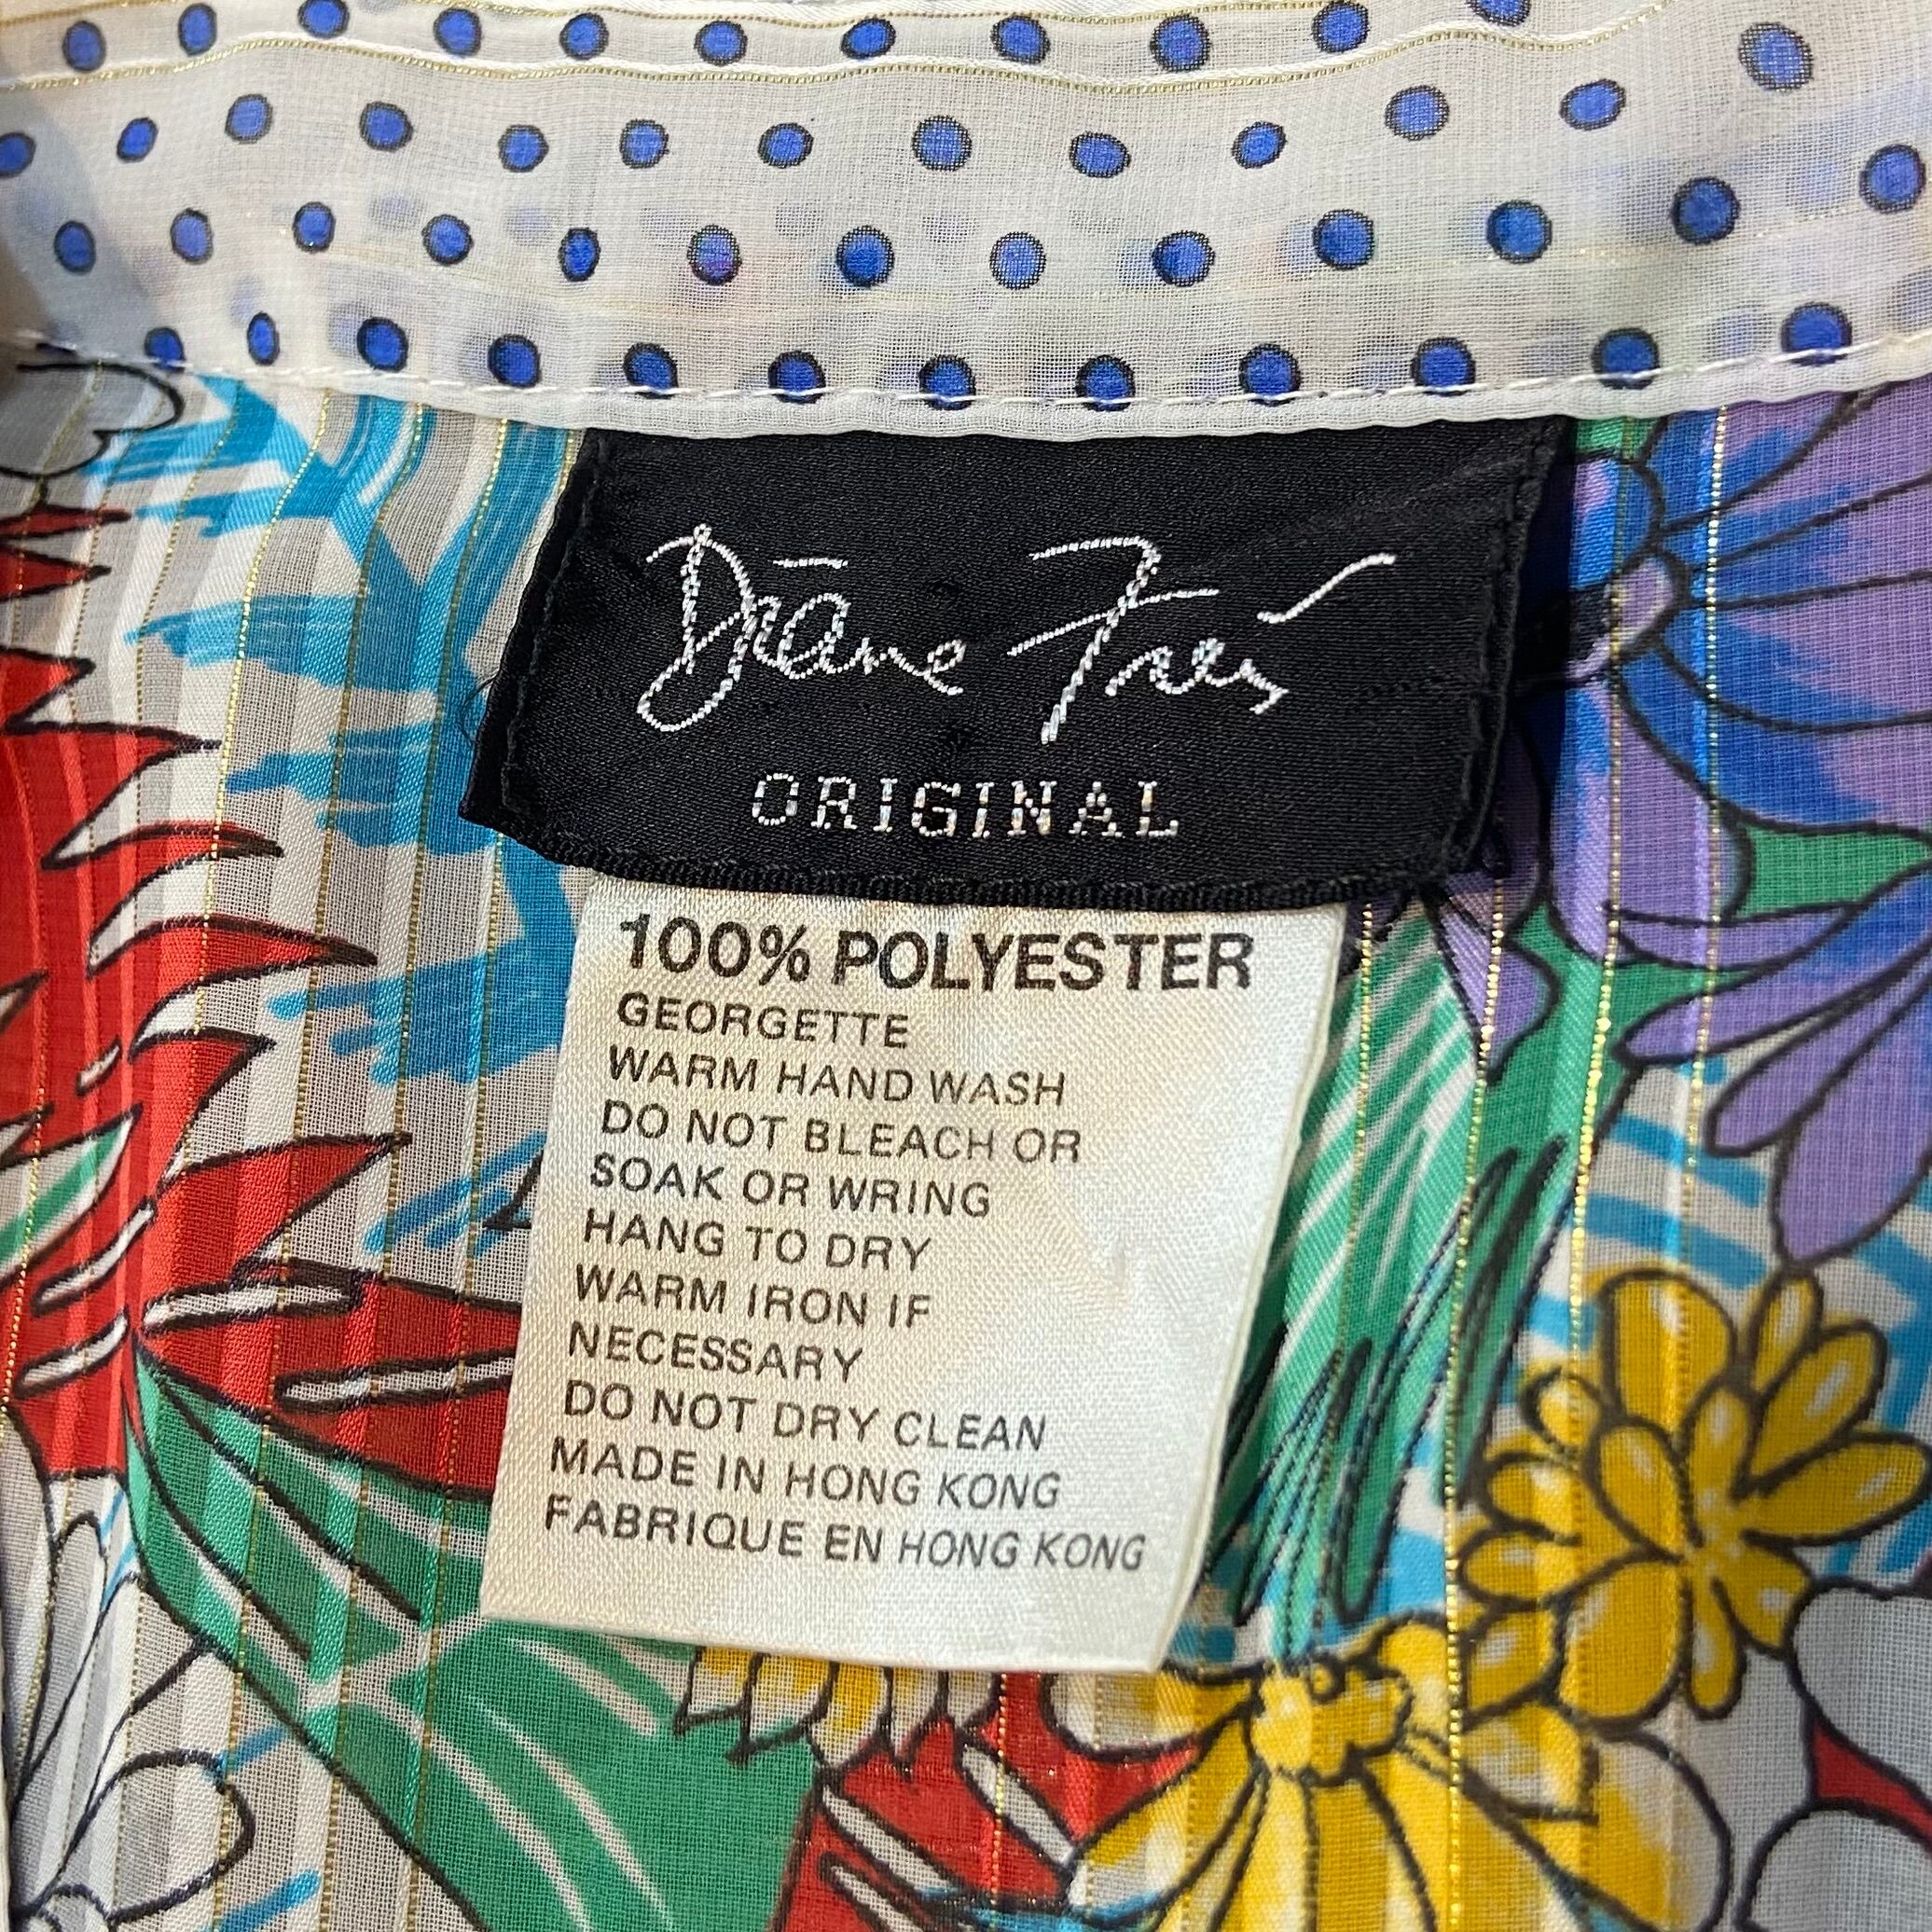 Diane Freis
ORIGINAL
100% POLYESTER
GEORGETTE
WARM HAND WASH
DO NOT BLEACH OR
SOAK OR WRING
HANG TO DRY
WARM IRON IF
NECESSARY
DO NOT DRY CLEAN
MADE IN HONG KONG
FABRIQUE EN HONG KONG